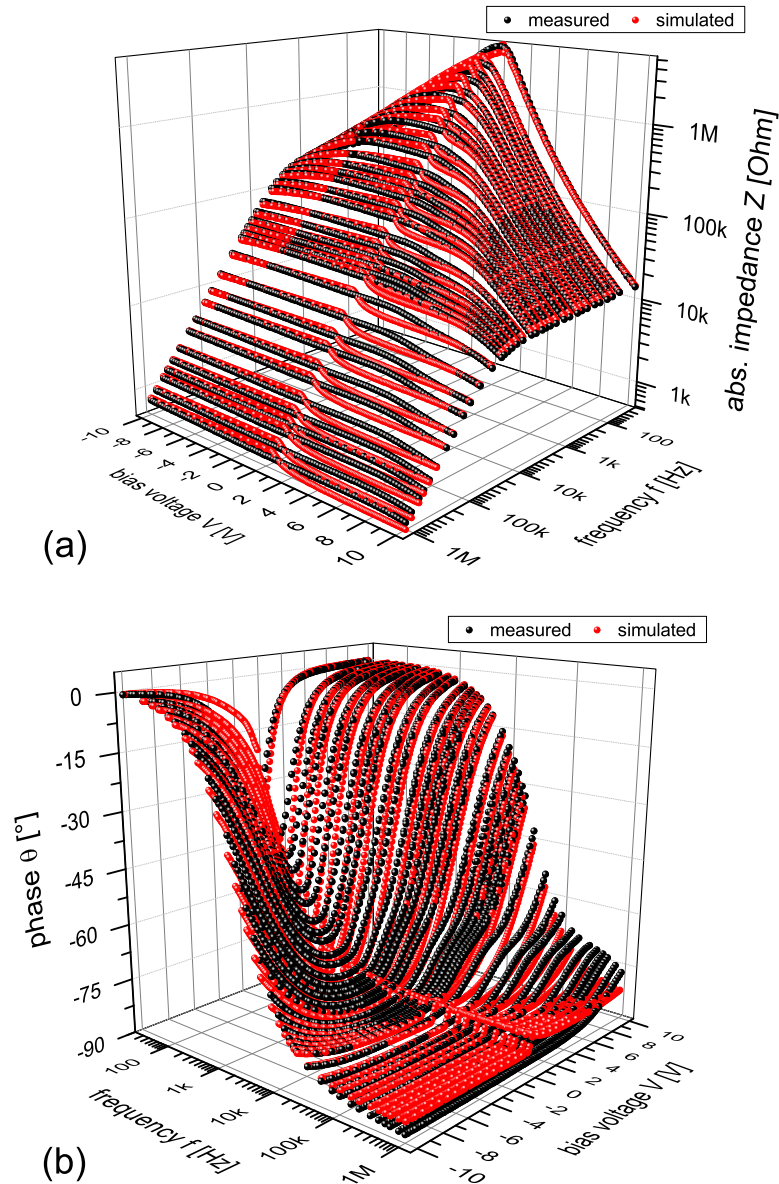 measured simulated
1M
100k
10k
1k
abs. impedance Z [Ohm]
-10
-8
-6
-4
-2
0
2
4
6
8
10
bias voltage V [V]
100
1k
10k
100k
1M
frequency f [Hz]
(a)
measured simulated
0
-15
-30
-45
-60
-75
-90
phase θ [°]
100
1k
10k
100k
1M
frequency f [Hz]
10
8
6
4
2
0
-2
-4
-6
-8
-10
bias voltage V [V]
(b)